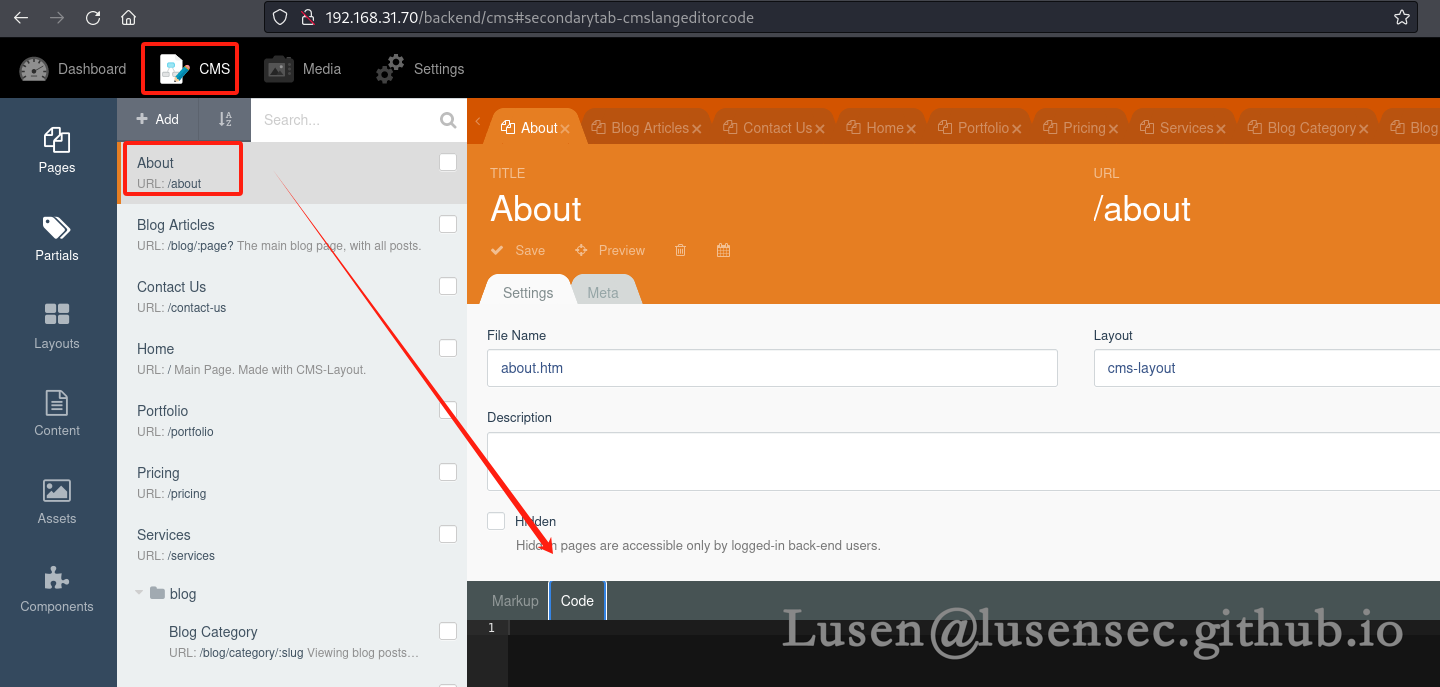 192.168.31.70/backend/cms#secondarytab-cmslangeditorcode
Dashboard CMS Media Settings
Pages
Partials
Layouts
Content
Assets
Components
Add
Search...
About
URL: /about
Blog Articles
URL: /blog/:page? The main blog page, with all posts.
Contact Us
URL: /contact-us
Home
URL: / Main Page. Made with CMS-Layout.
Portfolio
URL: /portfolio
Pricing
URL: /pricing
Services
URL: /services
blog
Blog Category
URL: /blog/category/:slug Viewing blog posts…
About Blog Articles Contact Us Home Portfolio Pricing Services Blog Category Blog
TITLE URL
About /about
Save Preview
Settings Meta
File Name Layout
about.htm cms-layout
Description
Hidden
Hidden pages are accessible only by logged-in back-end users.
Markup Code
1
Lusen@lusensec.github.io